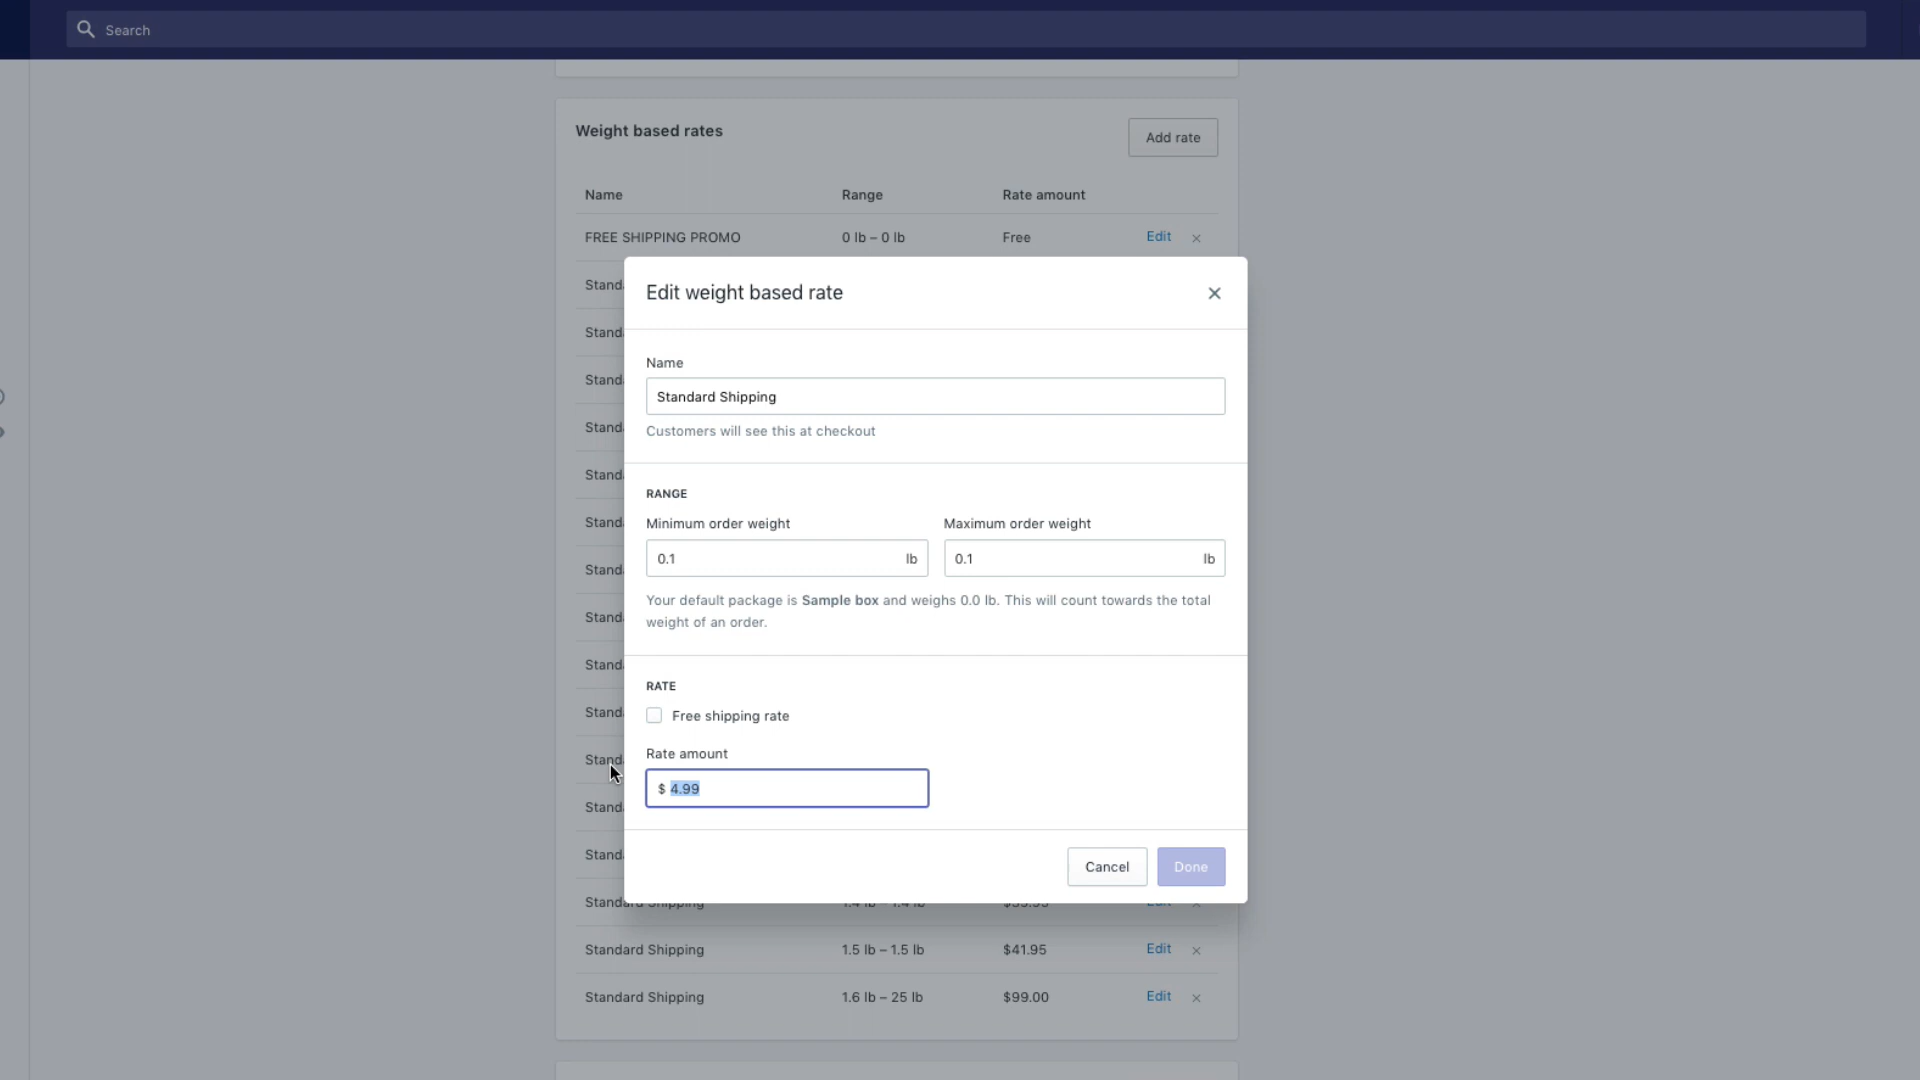 Search
Weight based rates
Add rate
Name Range Rate amount
FREE SHIPPING PROMO 0 lb – 0 lb Free Edit
Edit weight based rate
Name
Standard Shipping
Customers will see this at checkout
RANGE
Minimum order weight Maximum order weight
0.1 lb 0.1 lb
Your default package is Sample box and weighs 0.0 lb. This will count towards the total
weight of an order.
RATE
Free shipping rate
Rate amount
$ 4.99
Cancel Done
Standard Shipping 1.5 lb – 1.5 lb $41.95 Edit
Standard Shipping 1.6 lb – 25 lb $99.00 Edit